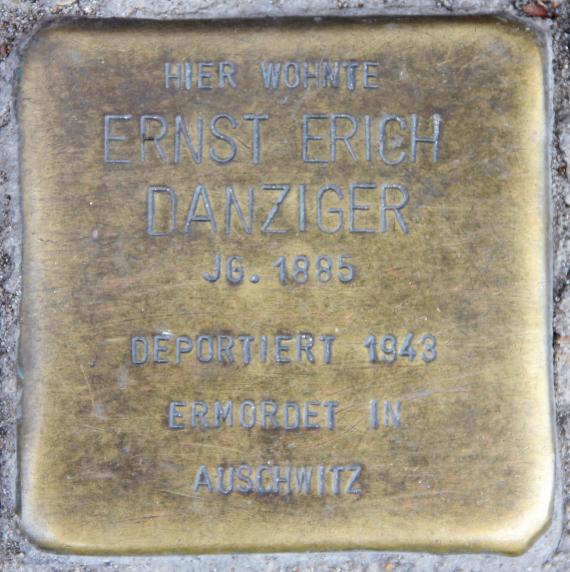 HIER WOHNTE
ERNST ERICH
DANZIGER
JG. 1885
DEPORTIERT 1943
ERMORDET IN
AUSCHWITZ